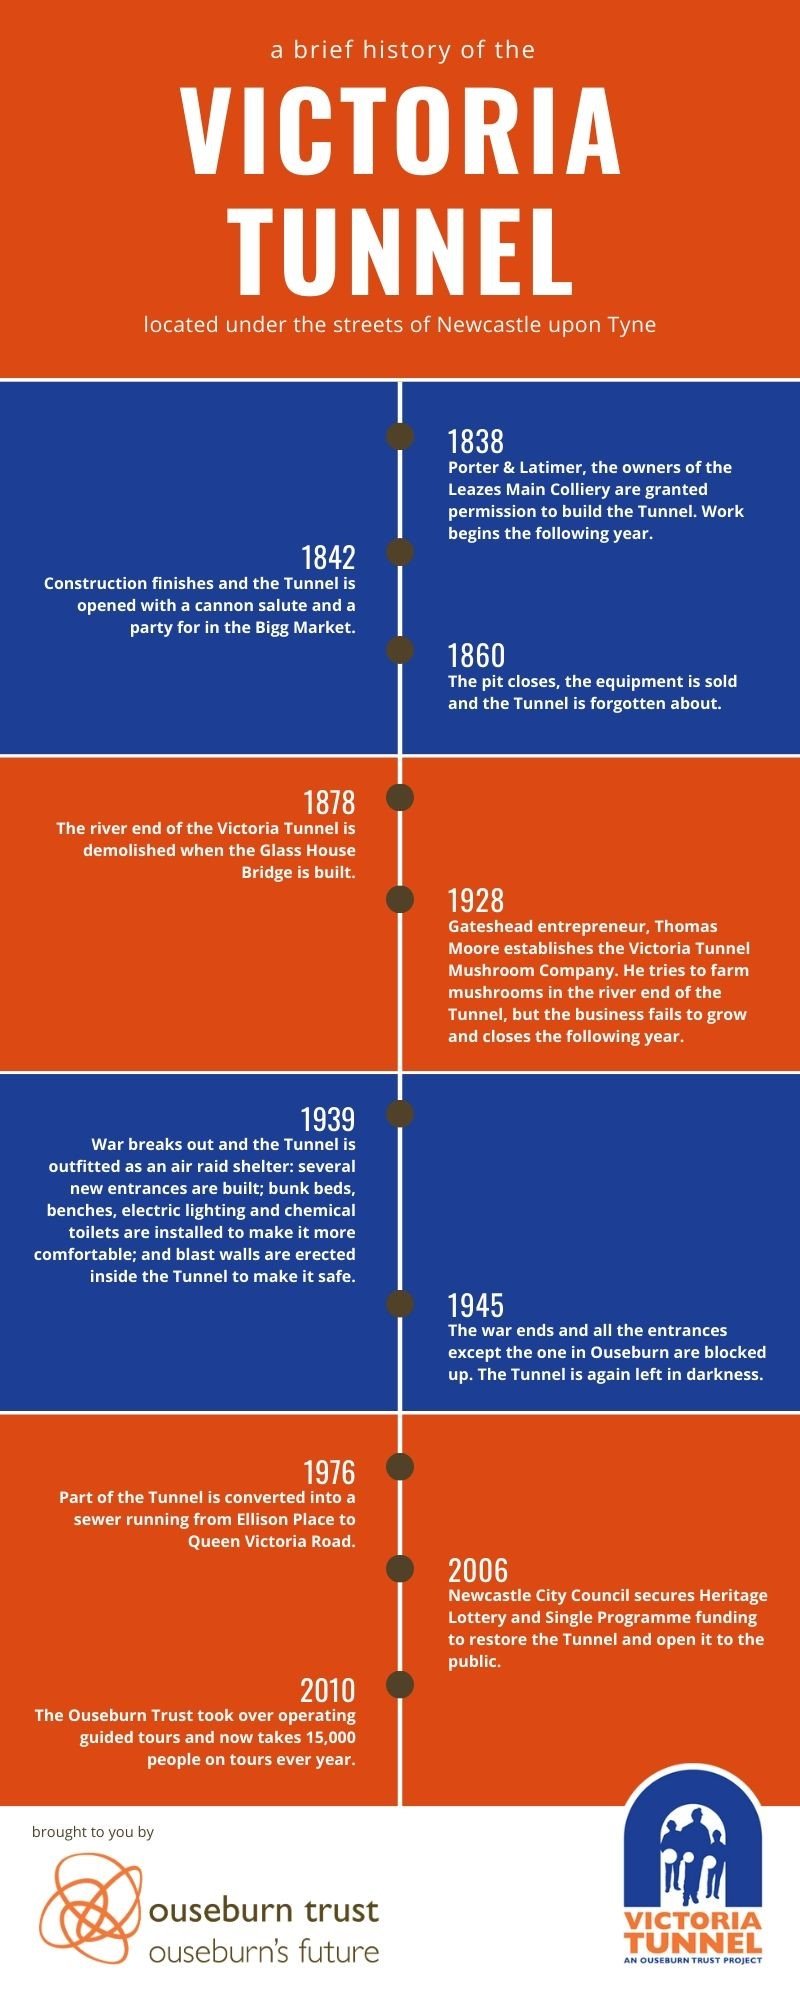 a brief history of the
VICTORIA
TUNNEL
located under the streets of Newcastle upon Tyne
1838
Porter & Latimer, the owners of the
Leazes Main Colliery are granted
permission to build the Tunnel. Work
begins the following year.
1842
Construction finishes and the Tunnel is
opened with a cannon salute and a
party for in the Bigg Market.
1860
The pit closes, the equipment is sold
and the Tunnel is forgotten about.
1878
The river end of the Victoria Tunnel is
demolished when the Glass House
Bridge is built.
1928
Gateshead entrepreneur, Thomas
Moore establishes the Victoria Tunnel
Mushroom Company. He tries to farm
mushrooms in the river end of the
Tunnel, but the business fails to grow
and closes the following year.
1939
War breaks out and the Tunnel is
outfitted as an air raid shelter: several
new entrances are built; bunk beds,
benches, electric lighting and chemical
toilets are installed to make it more
comfortable; and blast walls are erected
inside the Tunnel to make it safe.
1945
The war ends and all the entrances
except the one in Ouseburn are blocked
up. The Tunnel is again left in darkness.
1976
Part of the Tunnel is converted into a
sewer running from Ellison Place to
Queen Victoria Road.
2006
Newcastle City Council secures Heritage
Lottery and Single Programme funding
to restore the Tunnel and open it to the
public.
2010
The Ouseburn Trust took over operating
guided tours and now takes 15,000
people on tours ever year.
brought to you by
ouseburn trust
ouseburn's future
VICTORIA
TUNNEL
AN OUSEBURN TRUST PROJECT